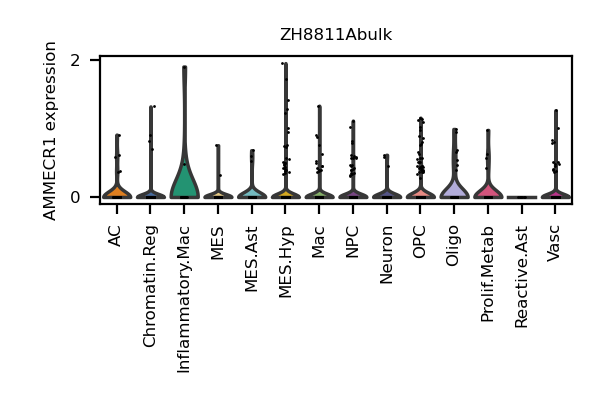 ZH8811Abulk
AMMECR1 expression
2
0
AC
Chromatin.Reg
Inflammatory.Mac
MES
MES.Ast
MES.Hyp
Mac
NPC
Neuron
OPC
Oligo
Prolif.Metab
Reactive.Ast
Vasc